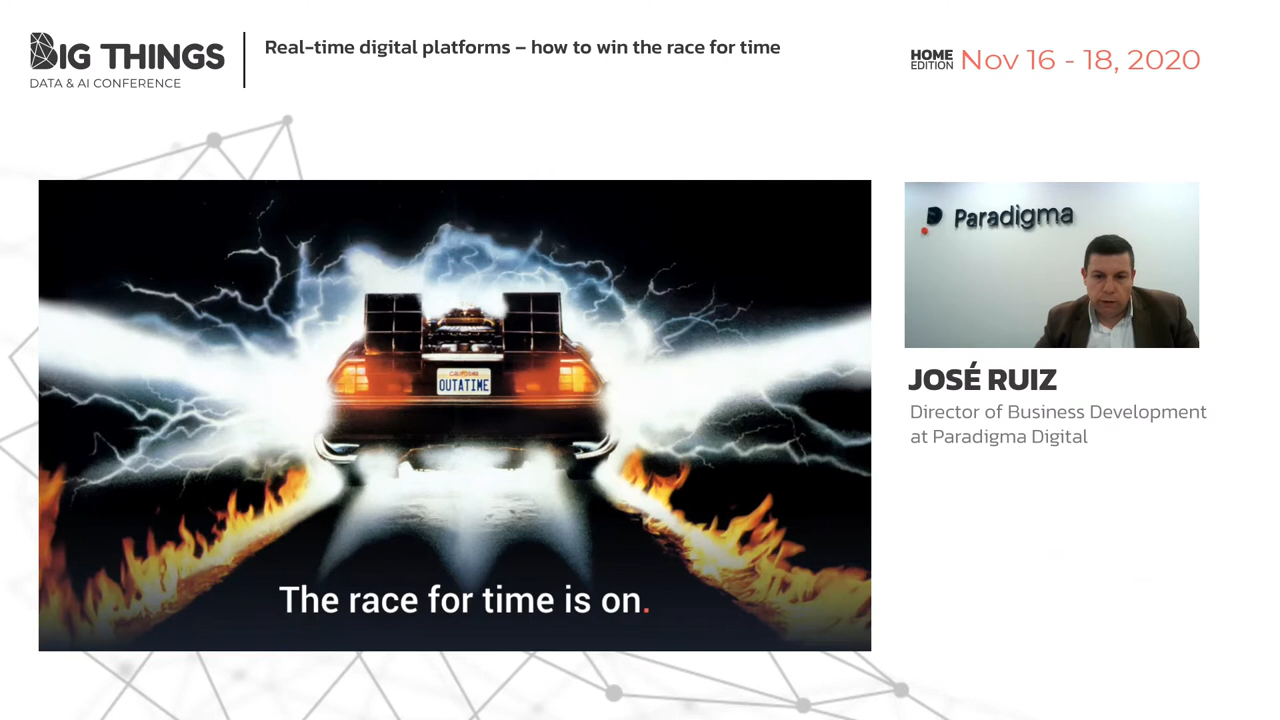 BIG THINGS
DATA & AI CONFERENCE
Real-time digital platforms – how to win the race for time
HOME
EDITION
Nov 16 - 18, 2020
Paradigma
CALIFORNIA
OUTATIME
The race for time is on.
JOSÉ RUIZ
Director of Business Development
at Paradigma Digital